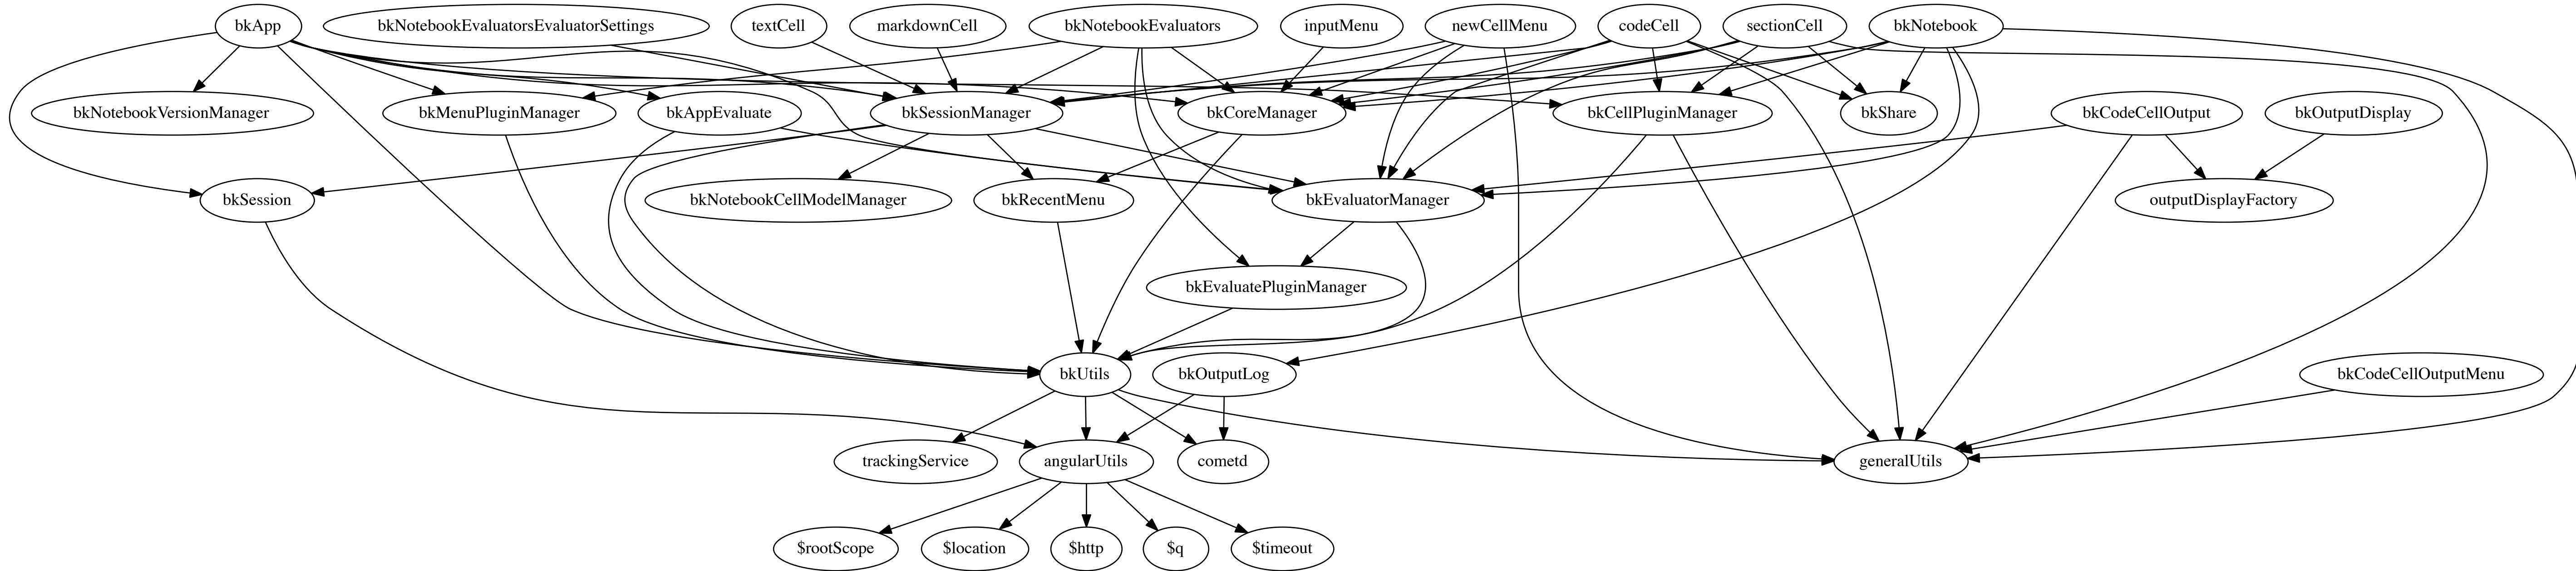 bkApp
bkNotebookEvaluatorsEvaluatorSettings
textCell
markdownCell
bkNotebookEvaluators
inputMenu
newCellMenu
codeCell
sectionCell
bkNotebook
bkNotebookVersionManager
bkMenuPluginManager
bkAppEvaluate
bkSessionManager
bkCoreManager
bkCellPluginManager
bkShare
bkCodeCellOutput
bkOutputDisplay
bkSession
bkNotebookCellModelManager
bkRecentMenu
bkEvaluatorManager
outputDisplayFactory
bkEvaluatePluginManager
bkUtils
bkOutputLog
bkCodeCellOutputMenu
trackingService
angularUtils
cometd
generalUtils
$rootScope
$location
$http
$q
$timeout